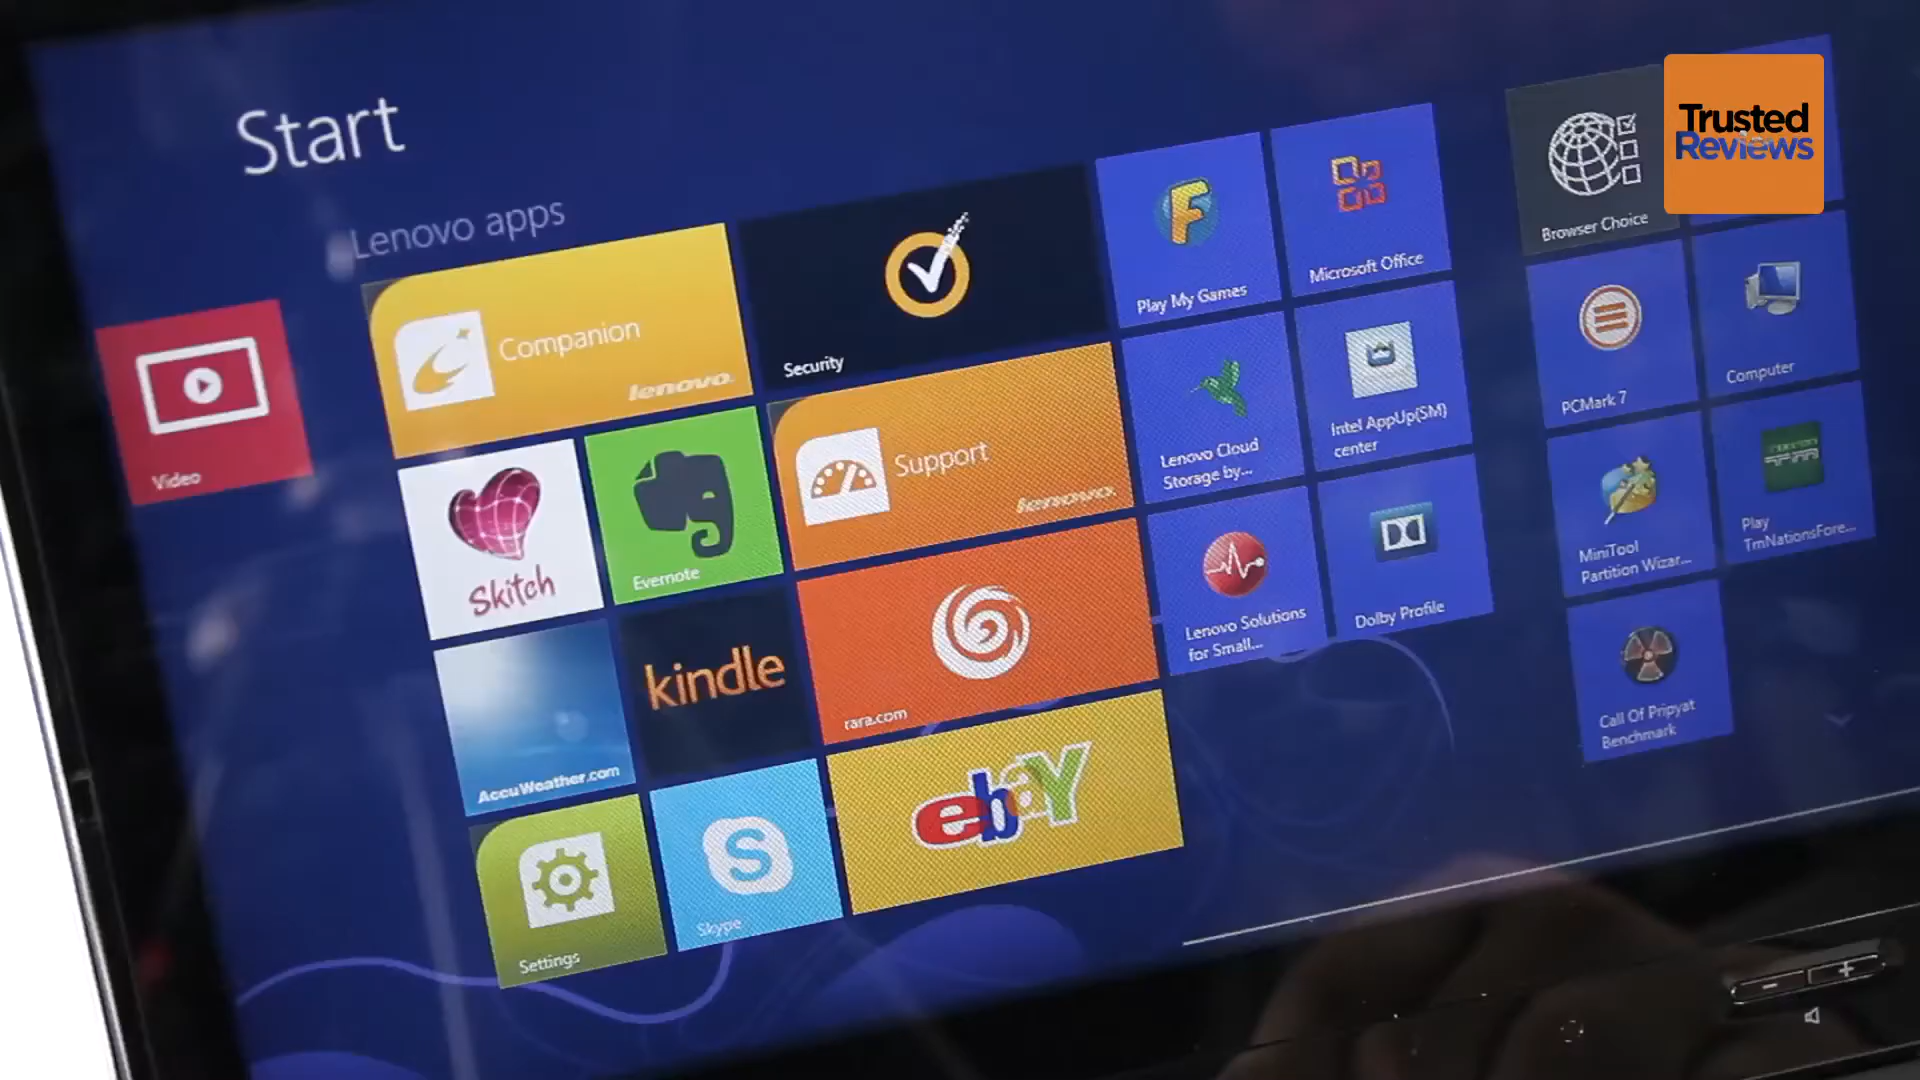 Start
Lenovo apps
Video
Companion
lenovo
Security
Skitch
Evernote
Support
lenovo
AccuWeather.com
kindle
rara.com
Settings
S
Skype
ebay
F
Play My Games
Microsoft Office
Lenovo Cloud
Storage by...
Intel AppUp(SM)
center
Lenovo Solutions
for Small...
Dolby Profile
Browser Choice
PCMark 7
Computer
MiniTool
Partition Wizar...
Play
TmNationsFore...
Call Of Pripyat
Benchmark
Trusted
Reviews
- +